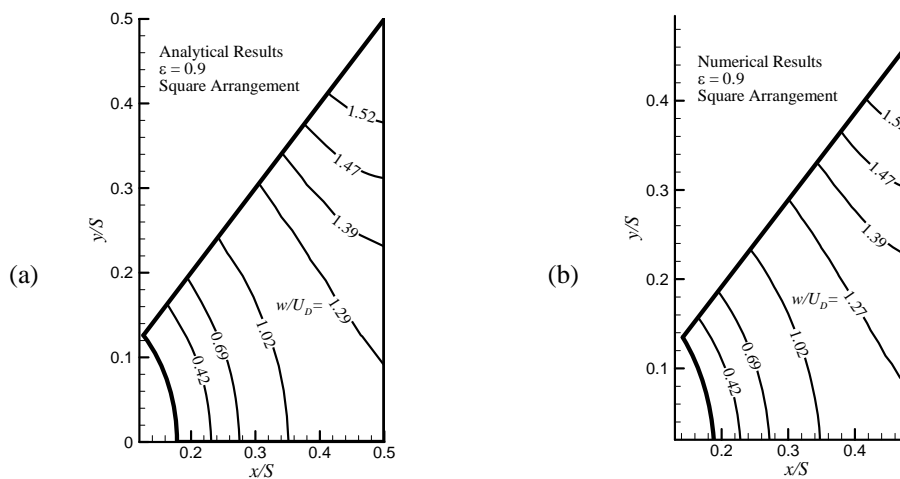 (a)
Analytical Results
ε = 0.9
Square Arrangement
y/S
0.5
0.4
0.3
0.2
0.1
0
0.2
0.3
0.4
0.5
x/S
1.52
1.47
1.39
w/U_D= 1.29
1.02
0.69
0.42
(b)
Numerical Results
ε = 0.9
Square Arrangement
y/S
0.4
0.3
0.2
0.1
0.2
0.3
0.4
x/S
1.47
1.39
w/U_D= 1.27
1.02
0.69
0.42